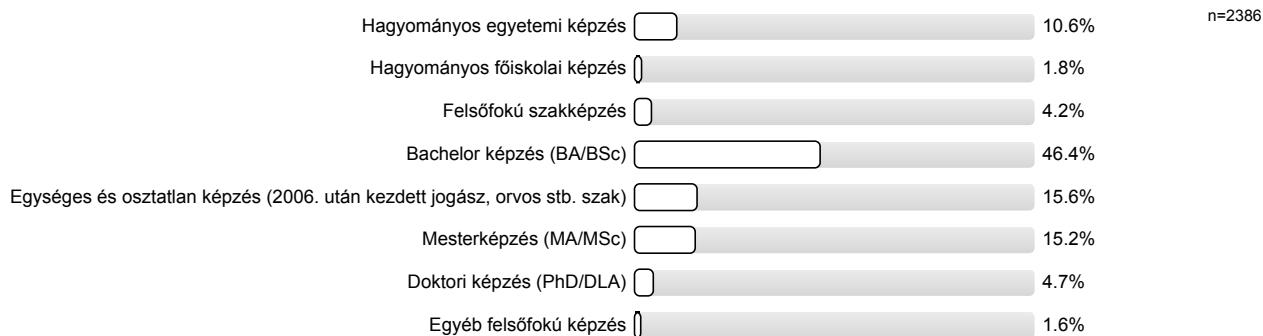 n=2386
Hagyományos egyetemi képzés 10.6%
Hagyományos főiskolai képzés 1.8%
Felsőfokú szakképzés 4.2%
Bachelor képzés (BA/BSc) 46.4%
Egységes és osztatlan képzés (2006. után kezdett jogász, orvos stb. szak) 15.6%
Mesterképzés (MA/MSc) 15.2%
Doktori képzés (PhD/DLA) 4.7%
Egyéb felsőfokú képzés 1.6%